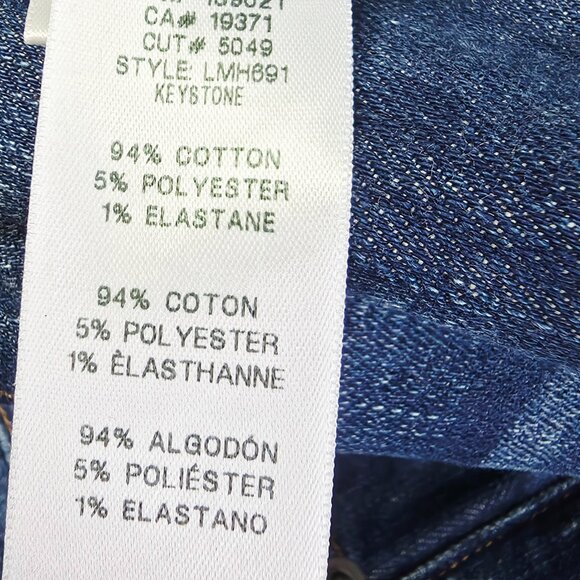 CA# 19371
CUT# 5049
STYLE: LMH691
KEYSTONE
94% COTTON
5% POLYESTER
1% ELASTANE
94% COTON
5% POLYESTER
1% ÈLASTHANNE
94% ALGODÓN
5% POLIÉSTER
1% ELASTANO